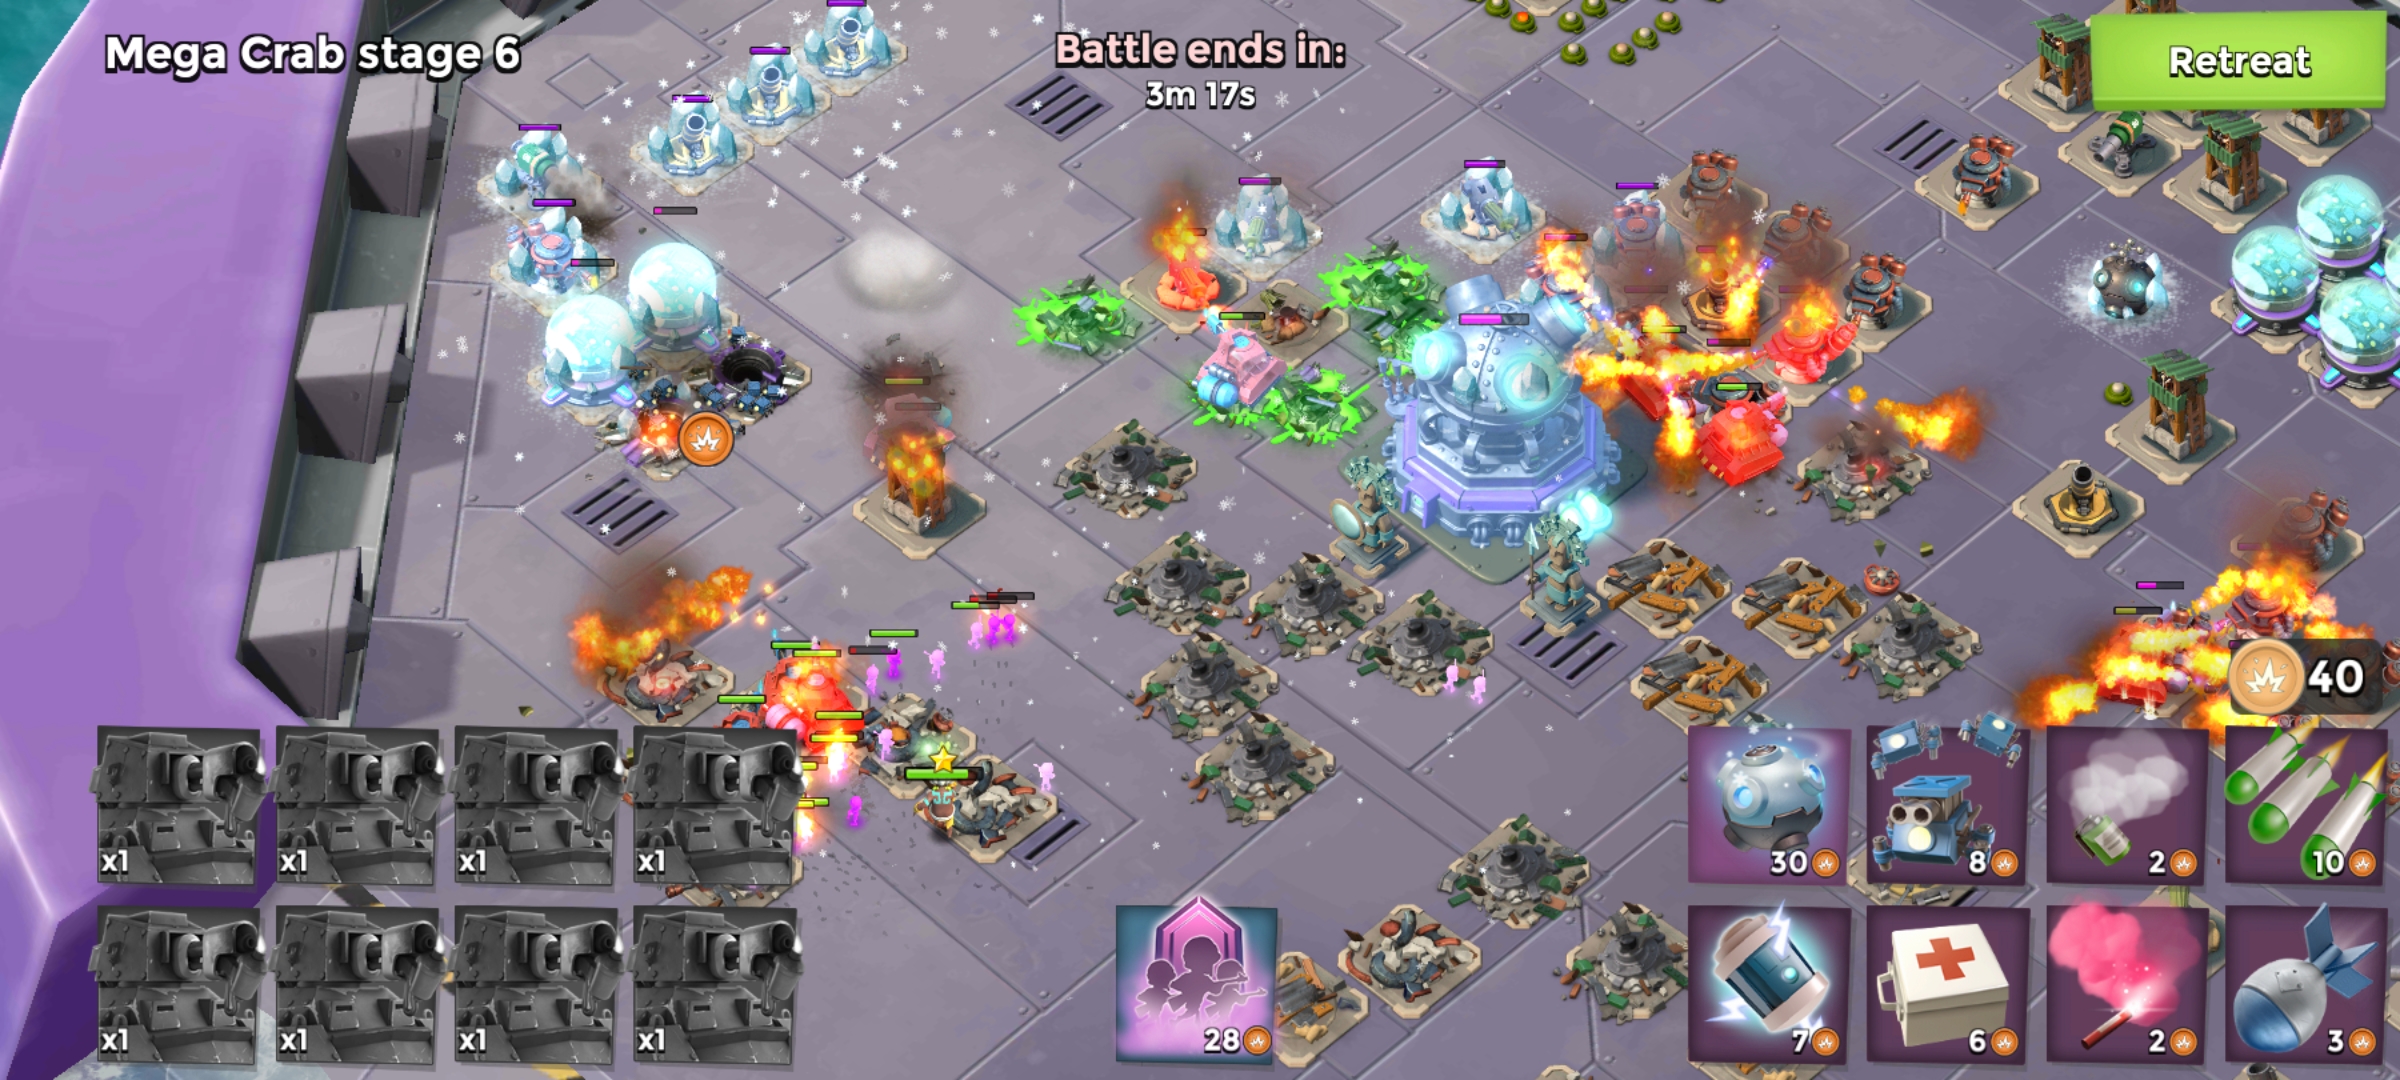 Mega Crab stage 6
Battle ends in:
3m 17s
Retreat
40
x1
x1
x1
x1
30
8
2
10
x1
x1
x1
x1
28
7
6
2
3